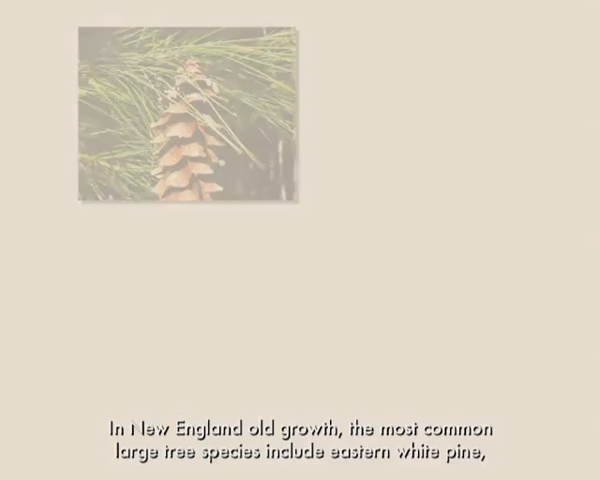 In New England old growth, the most common
large tree species include eastern white pine,